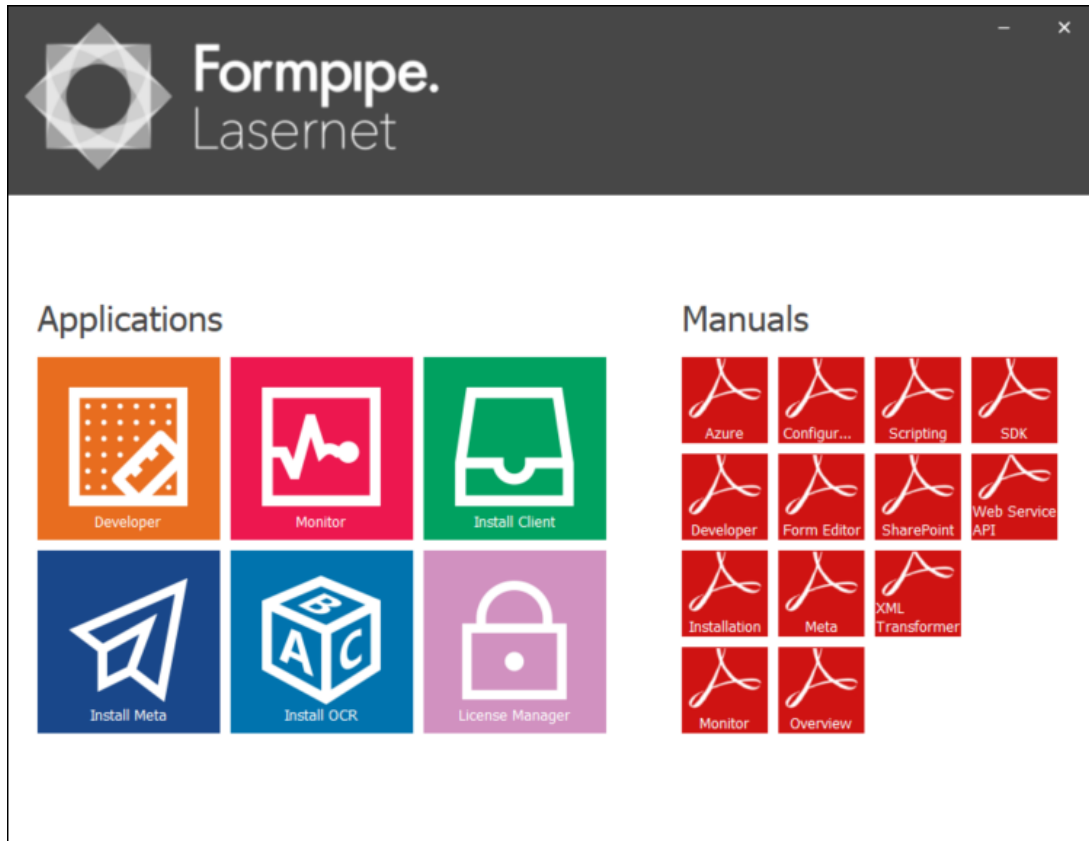 Formpipe.
Lasernet
Applications
Developer
Monitor
Install Client
Install Meta
B
A C
Install OCR
License Manager
Manuals
Azure
Configur...
Scripting
SDK
Developer
Form Editor
SharePoint
Web Service
API
Installation
Meta
XML
Transformer
Monitor
Overview